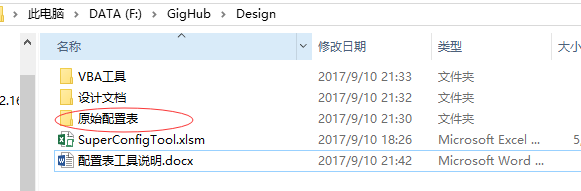 此电脑 › DATA (F:) › GigHub › Design
名称 修改日期 类型
VBA工具 2017/9/10 21:33 文件夹
设计文档 2017/9/10 21:32 文件夹
原始配置表 2017/9/10 21:30 文件夹
SuperConfigTool.xlsm 2017/9/10 18:26 Microsoft Excel ... 5,
配置表工具说明.docx 2017/9/10 21:42 Microsoft Word ...
2.16